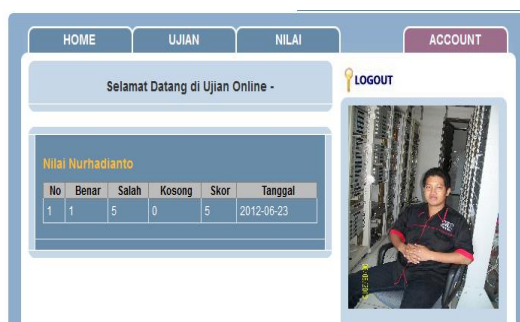 HOME UJIAN NILAI ACCOUNT
Selamat Datang di Ujian Online -
LOGOUT
Nilai Nurhadianto
No Benar Salah Kosong Skor Tanggal
1 1 5 0 5 2012-06-23